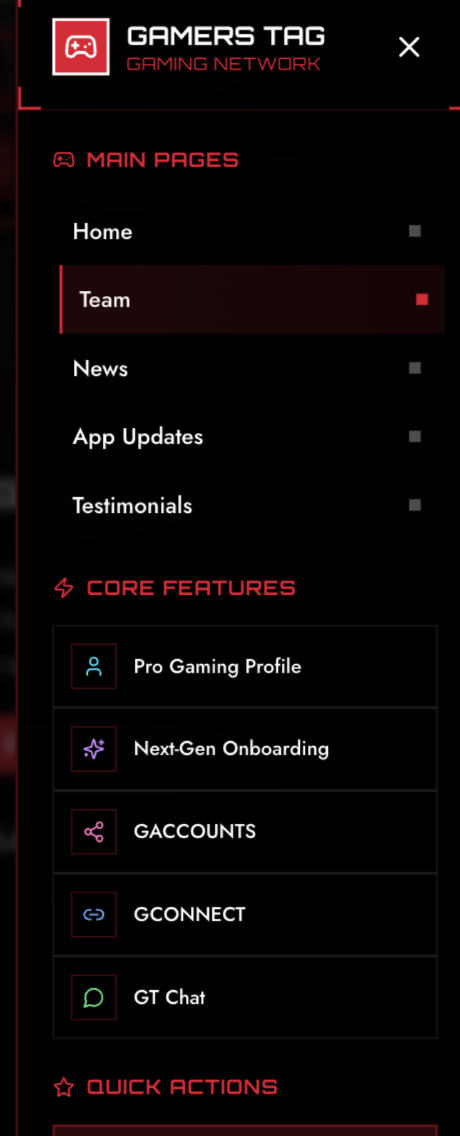 GAMERS TAG
GAMING NETWORK
MAIN PAGES
Home
Team
News
App Updates
Testimonials
CORE FEATURES
Pro Gaming Profile
Next-Gen Onboarding
GACCOUNTS
GCONNECT
GT Chat
QUICK ACTIONS